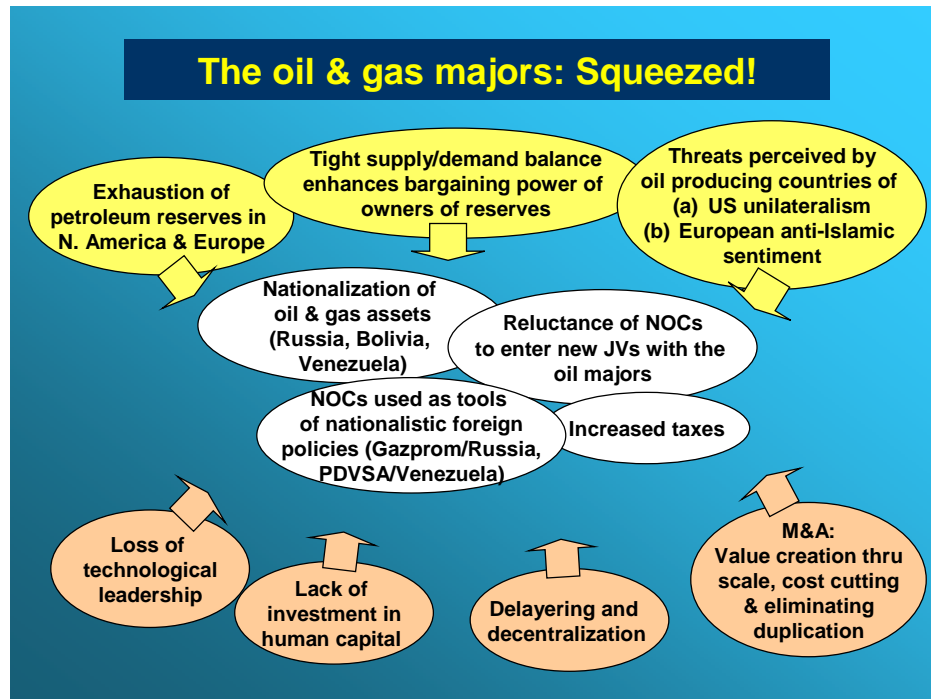 The oil & gas majors: Squeezed!
Exhaustion of
petroleum reserves in
N. America & Europe
Tight supply/demand balance
enhances bargaining power of
owners of reserves
Threats perceived by
oil producing countries of
(a) US unilateralism
(b) European anti-Islamic
sentiment
Nationalization of
oil & gas assets
(Russia, Bolivia,
Venezuela)
Reluctance of NOCs
to enter new JVs with the
oil majors
NOCs used as tools
of nationalistic foreign
policies (Gazprom/Russia,
PDVSA/Venezuela)
Increased taxes
Loss of
technological
leadership
Lack of
investment in
human capital
Delayering and
decentralization
M&A:
Value creation thru
scale, cost cutting
& eliminating
duplication